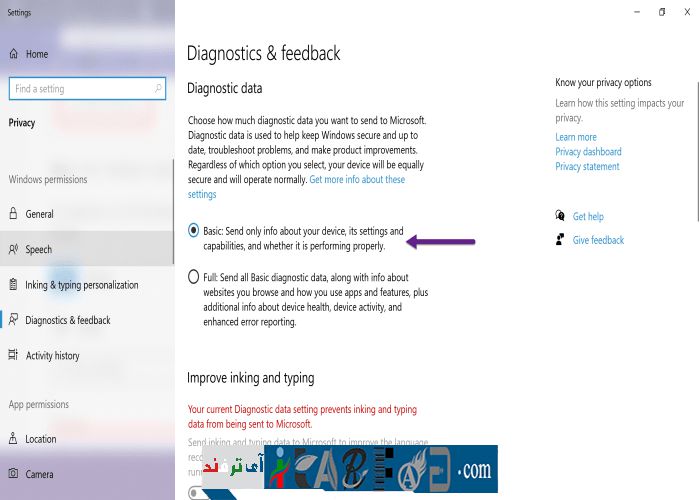 Settings
Home
Find a setting
Privacy
Windows permissions
General
Speech
Inking & typing personalization
Diagnostics & feedback
Activity history
App permissions
Location
Camera
Diagnostics & feedback
Diagnostic data
Choose how much diagnostic data you want to send to Microsoft.
Diagnostic data is used to help keep Windows secure and up to
date, troubleshoot problems, and make product improvements.
Regardless of which option you select, your device will be equally
secure and will operate normally. Get more info about these
settings
Basic: Send only info about your device, its settings and
capabilities, and whether it is performing properly.
Full: Send all Basic diagnostic data, along with info about
websites you browse and how you use apps and features, plus
additional info about device health, device activity, and
enhanced error reporting.
Improve inking and typing
Your current Diagnostic data setting prevents inking and typing
data from being sent to Microsoft.
Send inking and typing data to Microsoft to improve the language
آی ترفند
.com
Know your privacy options
Learn how this setting impacts your
privacy.
Learn more
Privacy dashboard
Privacy statement
Get help
Give feedback